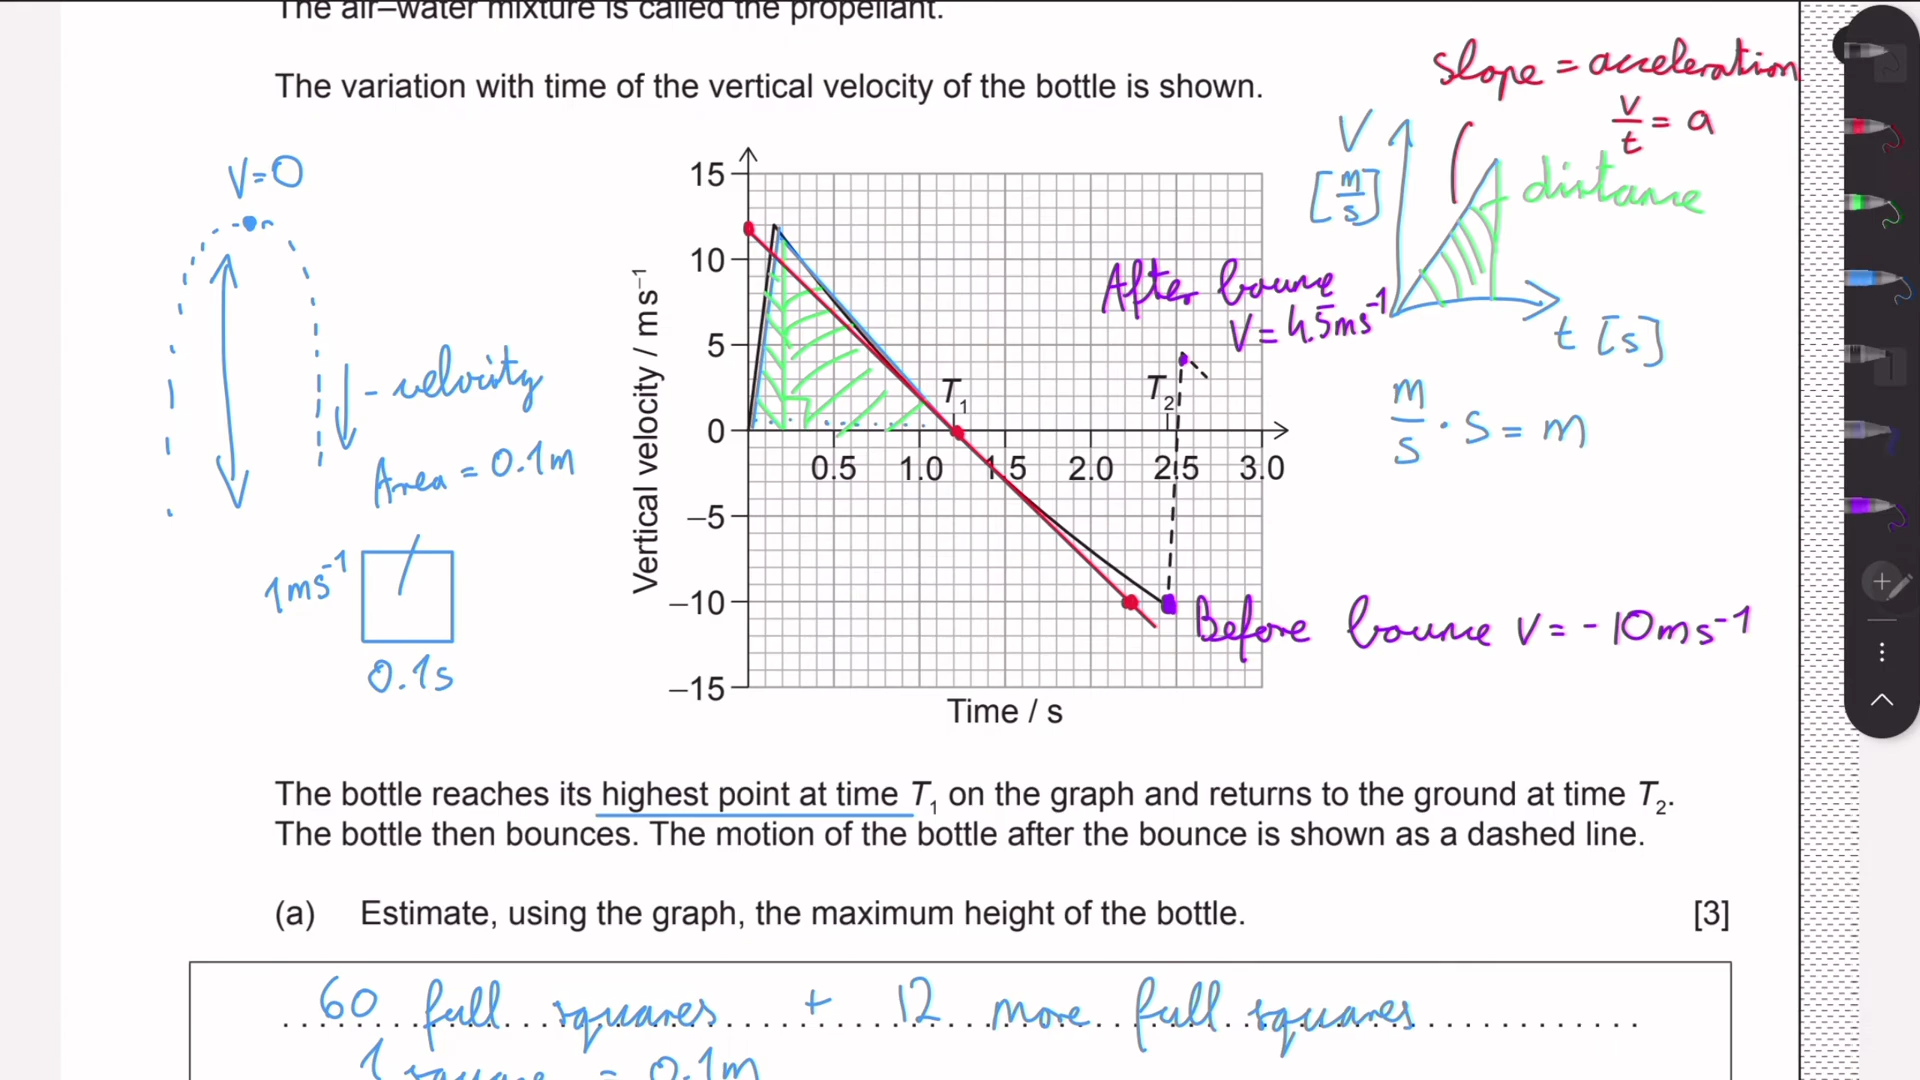 The air–water mixture is called the propellant.
The variation with time of the vertical velocity of the bottle is shown.
slope = acceleration
v/t = a
V
[m/s]
distance
t [s]
m/s · s = m
V=0
- velocity
Area = 0.1m
1ms⁻¹
0.1s
Vertical velocity / m s⁻¹
15
10
5
0
−5
−10
−15
0.5 1.0 1.5 2.0 2.5 3.0
Time / s
T₁
T₂
After bounce
V = 4.5ms⁻¹
Before bounce V = - 10ms⁻¹
The bottle reaches its highest point at time T₁ on the graph and returns to the ground at time T₂.
The bottle then bounces. The motion of the bottle after the bounce is shown as a dashed line.
(a) Estimate, using the graph, the maximum height of the bottle. [3]
60 full squares + 12 more full squares
1 square = 0.1m